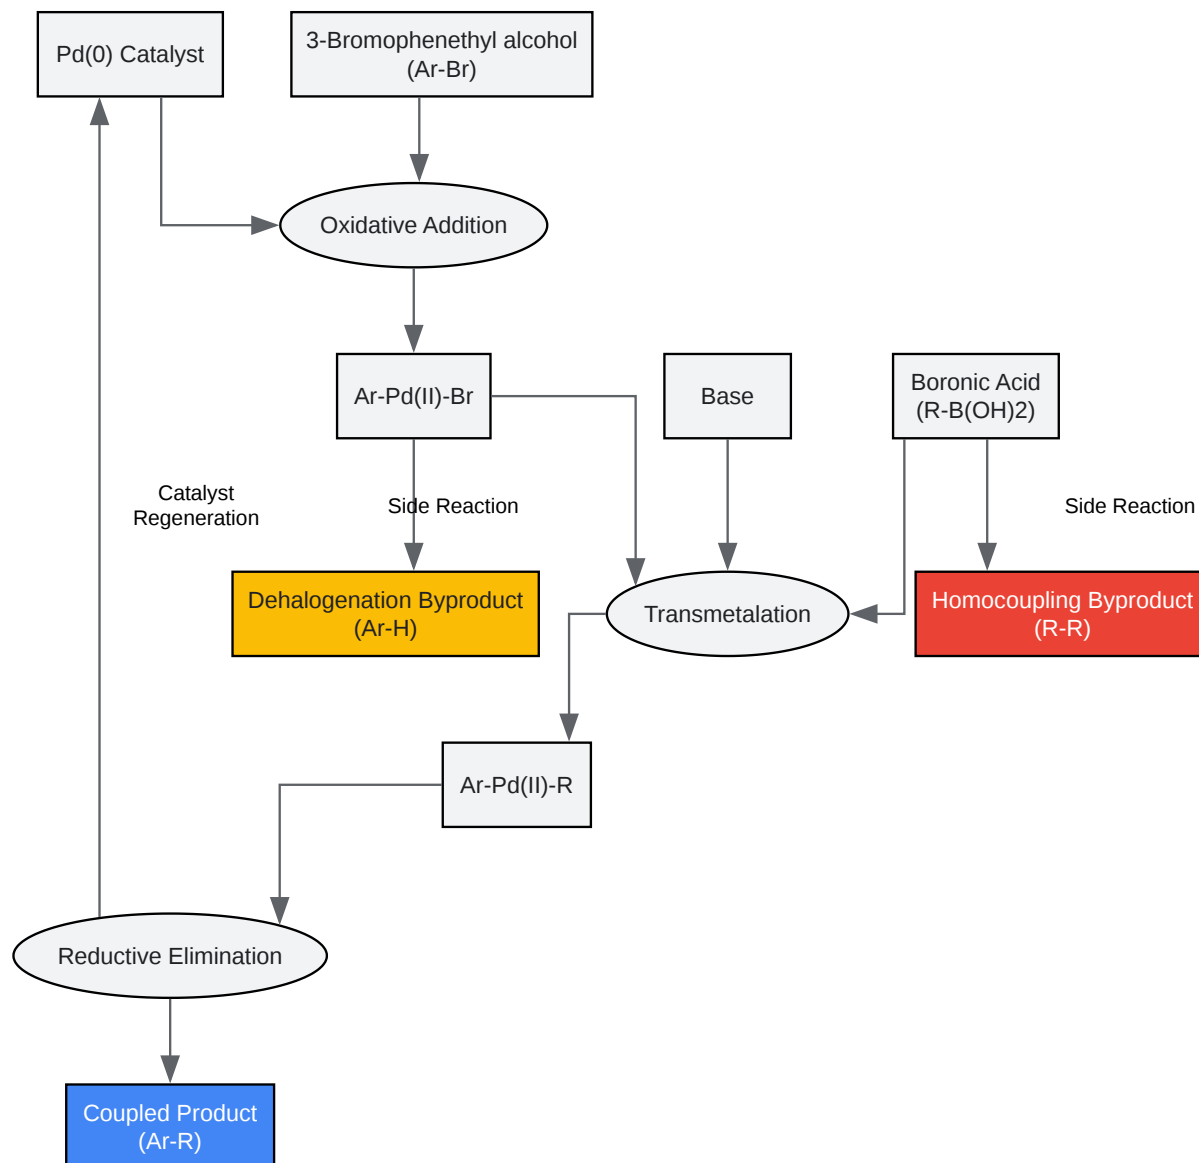 Pd(0) Catalyst
3-Bromophenethyl alcohol
(Ar-Br)
Oxidative Addition
Ar-Pd(II)-Br
Base
Boronic Acid
(R-B(OH)2)
Catalyst
Regeneration
Side Reaction
Side Reaction
Dehalogenation Byproduct
(Ar-H)
Transmetalation
Homocoupling Byproduct
(R-R)
Ar-Pd(II)-R
Reductive Elimination
Coupled Product
(Ar-R)